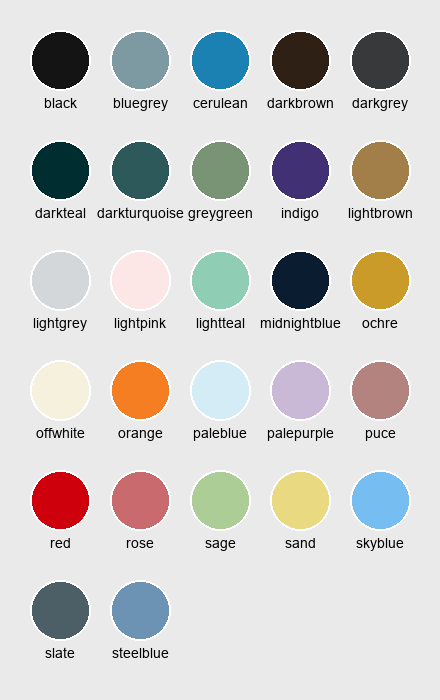 black bluegrey cerulean darkbrown darkgrey
darkteal darkturquoise greygreen indigo lightbrown
lightgrey lightpink lightteal midnightblue ochre
offwhite orange paleblue palepurple puce
red rose sage sand skyblue
slate steelblue